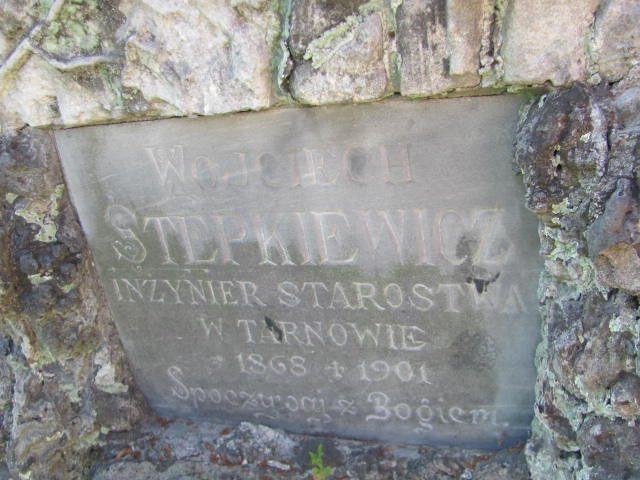 WOJCIECH
STĘPKIEWICZ
INŻYNIER STAROSTWA
W TARNOWIE
* 1868 + 1901
Spoczywaj z Bogiem.